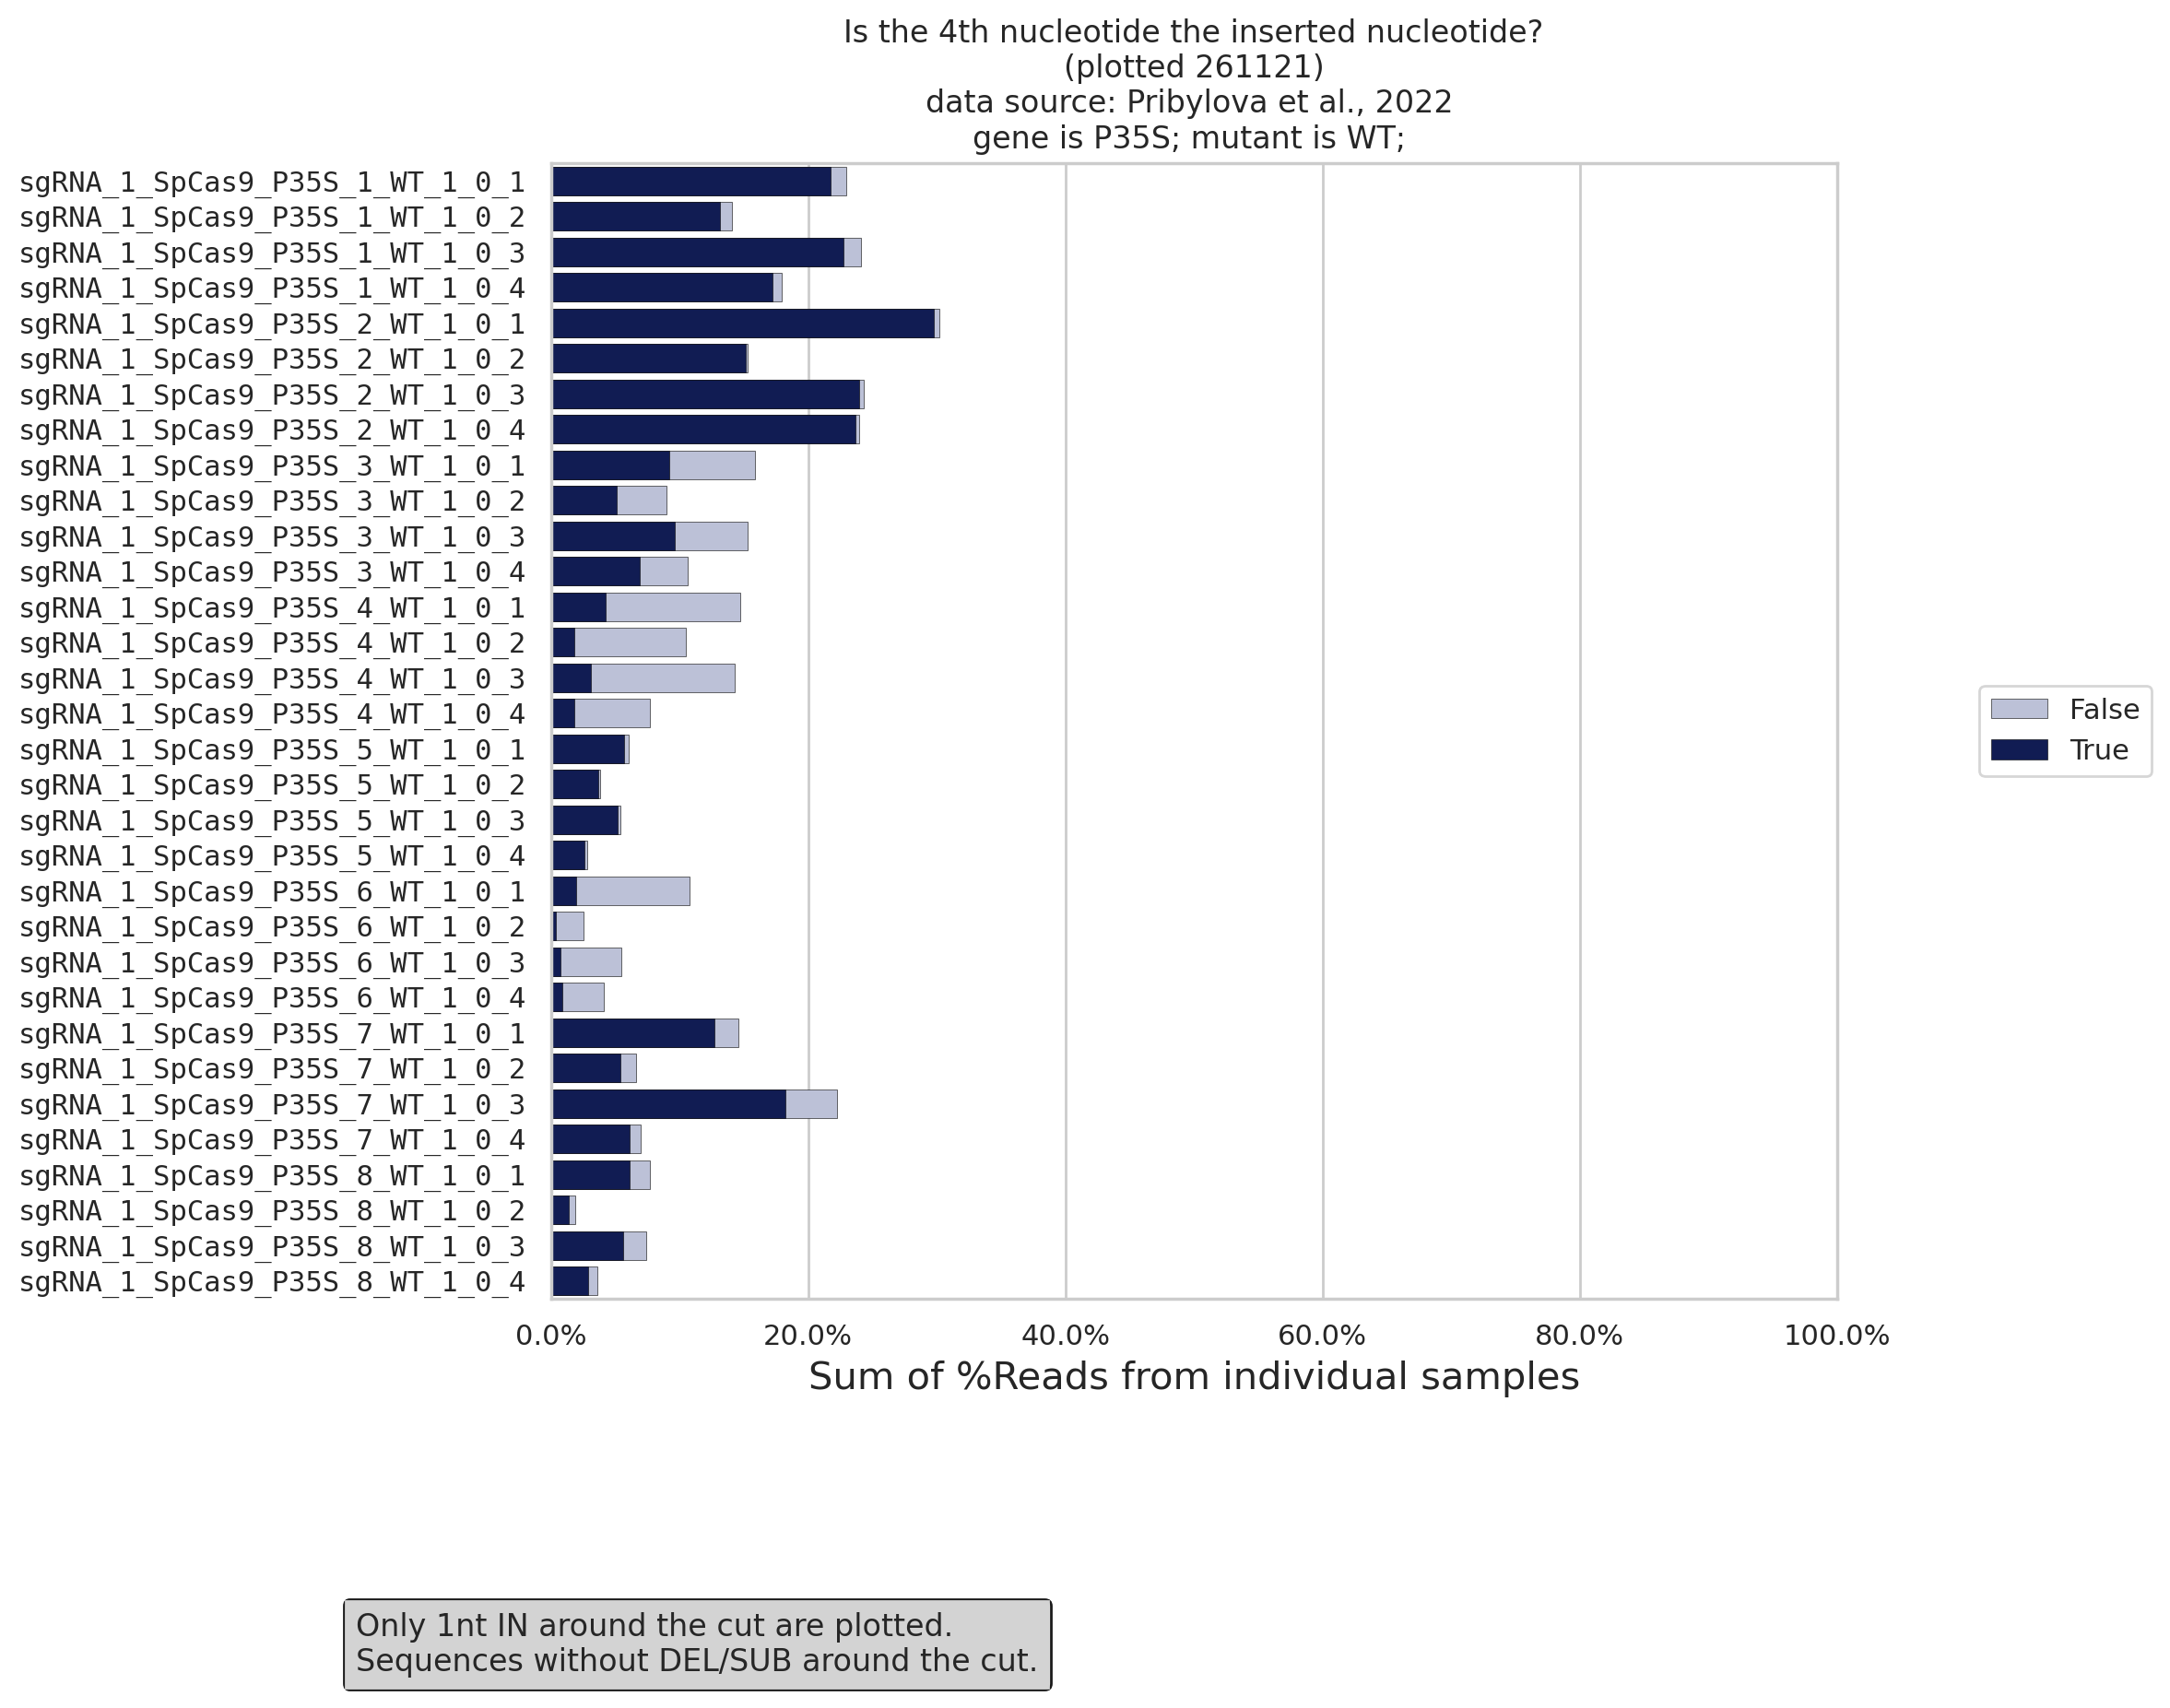 Is the 4th nucleotide the inserted nucleotide?
(plotted 261121)
data source: Pribylova et al., 2022
gene is P35S; mutant is WT;
sgRNA_1_SpCas9_P35S_1_WT_1_0_1
sgRNA_1_SpCas9_P35S_1_WT_1_0_2
sgRNA_1_SpCas9_P35S_1_WT_1_0_3
sgRNA_1_SpCas9_P35S_1_WT_1_0_4
sgRNA_1_SpCas9_P35S_2_WT_1_0_1
sgRNA_1_SpCas9_P35S_2_WT_1_0_2
sgRNA_1_SpCas9_P35S_2_WT_1_0_3
sgRNA_1_SpCas9_P35S_2_WT_1_0_4
sgRNA_1_SpCas9_P35S_3_WT_1_0_1
sgRNA_1_SpCas9_P35S_3_WT_1_0_2
sgRNA_1_SpCas9_P35S_3_WT_1_0_3
sgRNA_1_SpCas9_P35S_3_WT_1_0_4
sgRNA_1_SpCas9_P35S_4_WT_1_0_1
sgRNA_1_SpCas9_P35S_4_WT_1_0_2
sgRNA_1_SpCas9_P35S_4_WT_1_0_3
sgRNA_1_SpCas9_P35S_4_WT_1_0_4
sgRNA_1_SpCas9_P35S_5_WT_1_0_1
sgRNA_1_SpCas9_P35S_5_WT_1_0_2
sgRNA_1_SpCas9_P35S_5_WT_1_0_3
sgRNA_1_SpCas9_P35S_5_WT_1_0_4
sgRNA_1_SpCas9_P35S_6_WT_1_0_1
sgRNA_1_SpCas9_P35S_6_WT_1_0_2
sgRNA_1_SpCas9_P35S_6_WT_1_0_3
sgRNA_1_SpCas9_P35S_6_WT_1_0_4
sgRNA_1_SpCas9_P35S_7_WT_1_0_1
sgRNA_1_SpCas9_P35S_7_WT_1_0_2
sgRNA_1_SpCas9_P35S_7_WT_1_0_3
sgRNA_1_SpCas9_P35S_7_WT_1_0_4
sgRNA_1_SpCas9_P35S_8_WT_1_0_1
sgRNA_1_SpCas9_P35S_8_WT_1_0_2
sgRNA_1_SpCas9_P35S_8_WT_1_0_3
sgRNA_1_SpCas9_P35S_8_WT_1_0_4
False
True
0.0% 20.0% 40.0% 60.0% 80.0% 100.0%
Sum of %Reads from individual samples
Only 1nt IN around the cut are plotted.
Sequences without DEL/SUB around the cut.